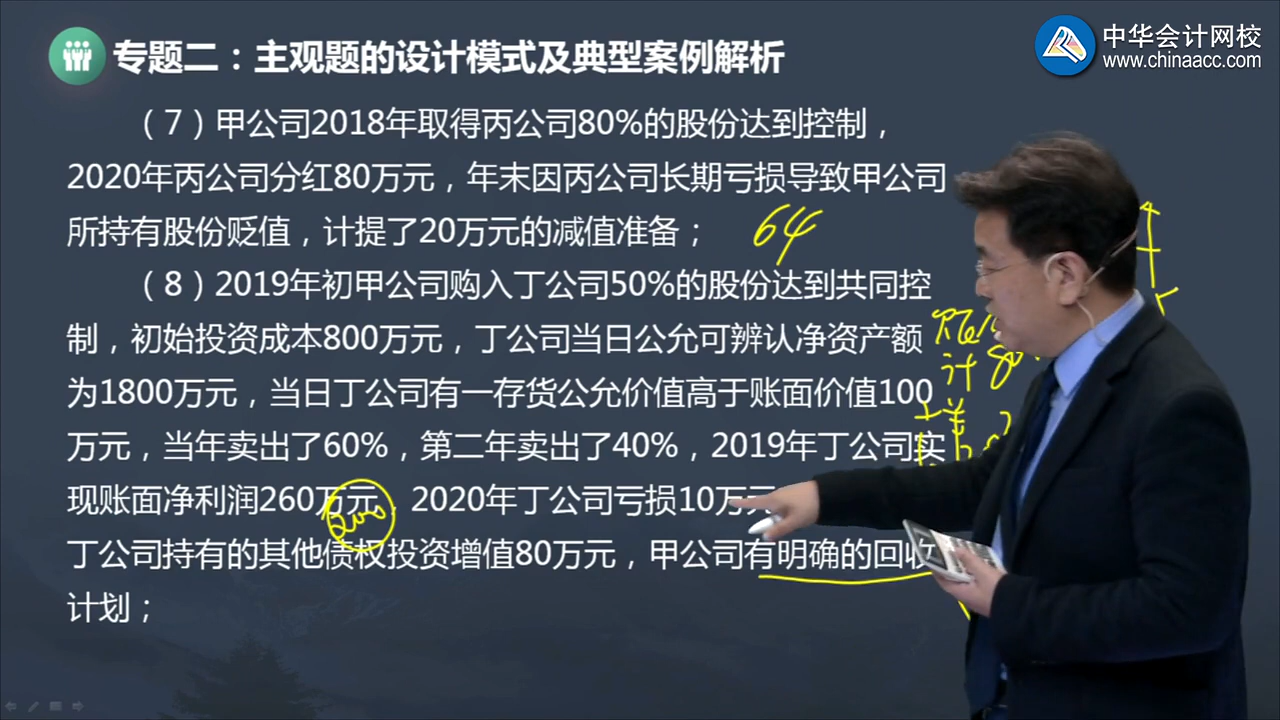 专题二：主观题的设计模式及典型案例解析
中华会计网校
www.chinaacc.com
（7）甲公司2018年取得丙公司80%的股份达到控制，
2020年丙公司分红80万元，年末因丙公司长期亏损导致甲公司
所持有股份贬值，计提了20万元的减值准备；
64
（8）2019年初甲公司购入丁公司50%的股份达到共同控
制，初始投资成本800万元，丁公司当日公允可辨认净资产额
为1800万元，当日丁公司有一存货公允价值高于账面价值100
万元，当年卖出了60%，第二年卖出了40%，2019年丁公司实
现账面净利润260万元，2020年丁公司亏损10万元
200
丁公司持有的其他债权投资增值80万元，甲公司有明确的回收
计划；